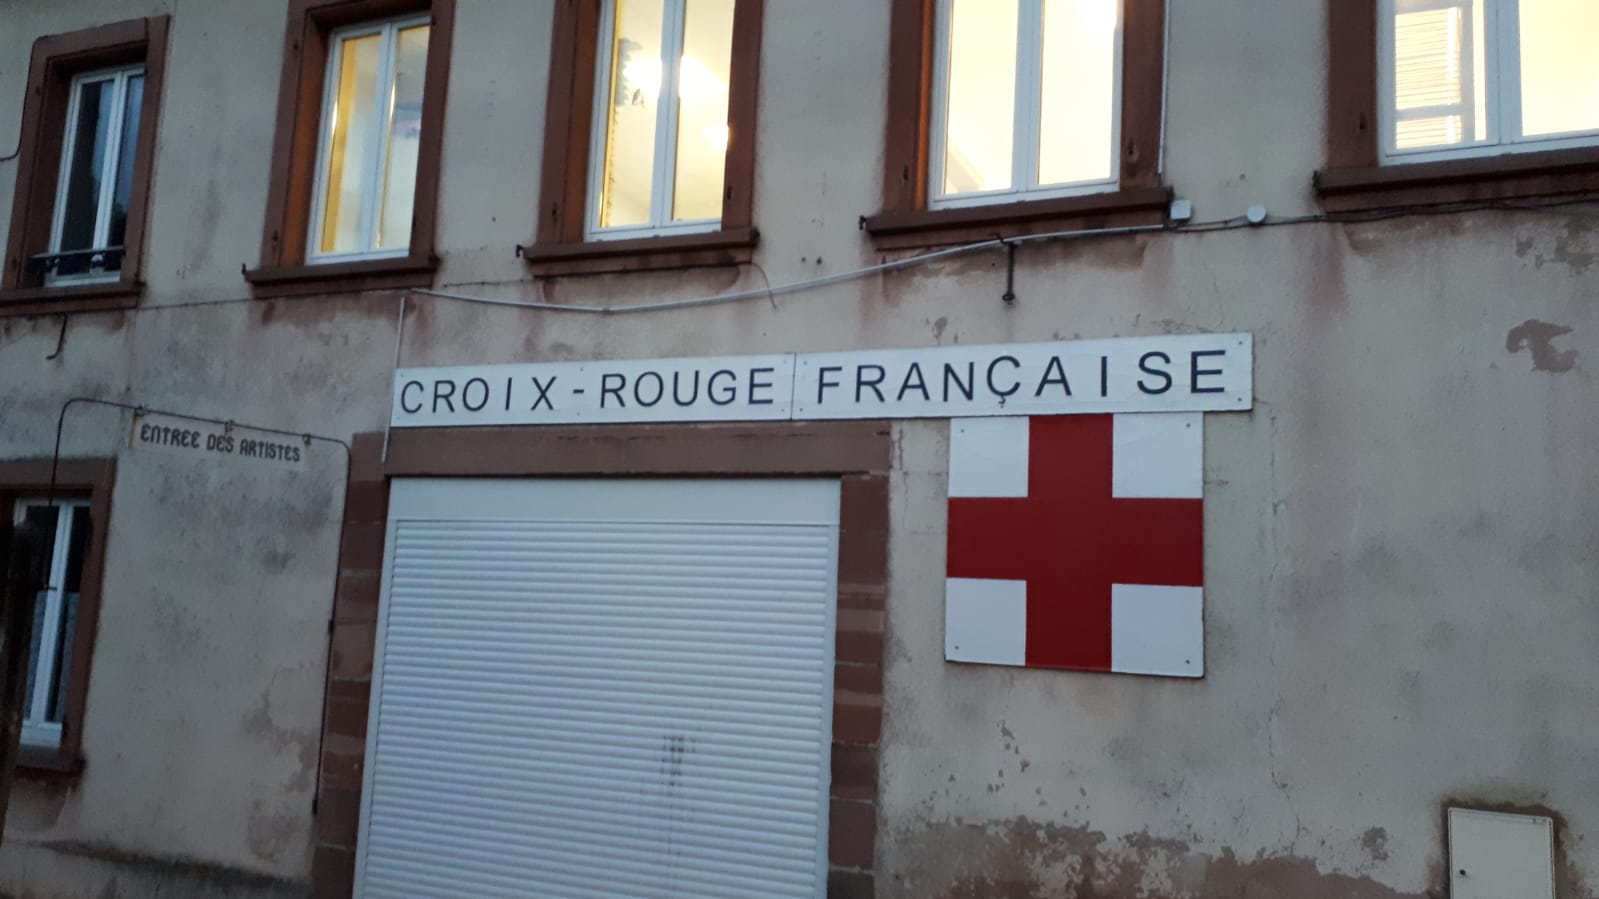 CROIX-ROUGE FRANÇAISE
ENTREE DES ARTISTES